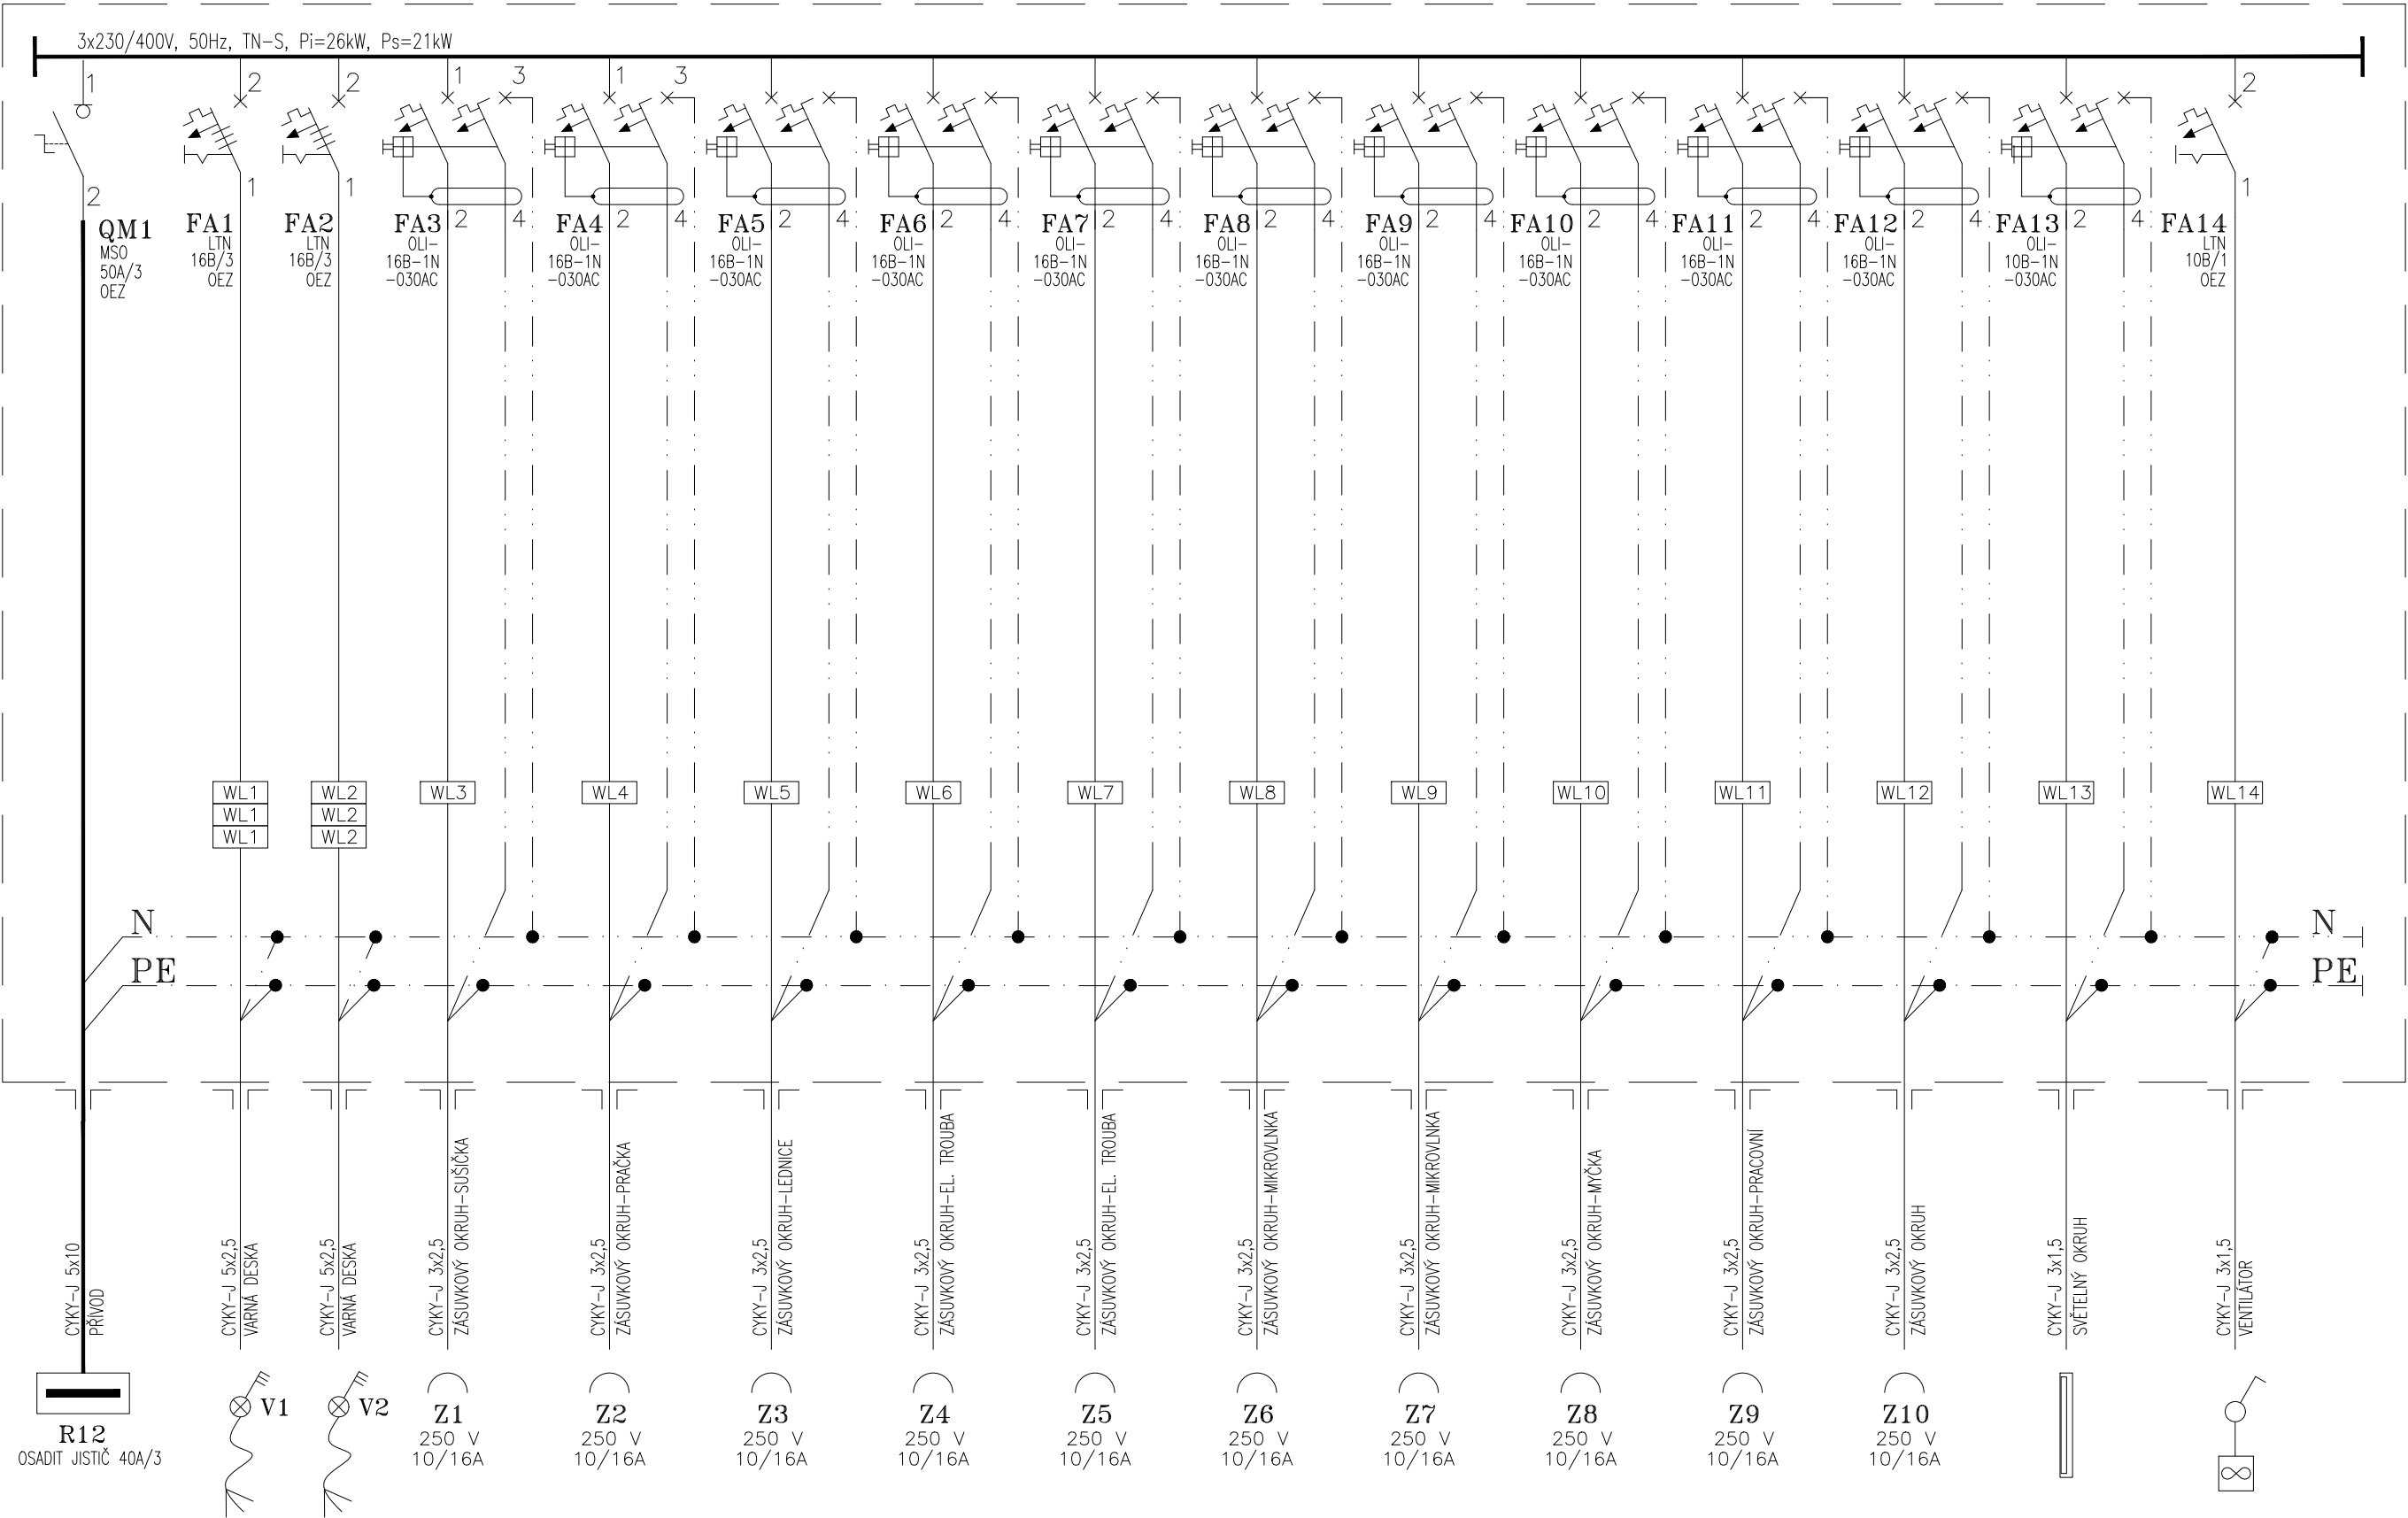 3x230/400V, 50Hz, TN-S, Pi=26kW, Ps=21kW
1
2
2
1
3
1
3
2
2
1
1
2
4
2
4
2
4
2
4
2
4
2
4
2
4
2
4
2
4
2
4
2
4
1
QM1
MSO
50A/3
OEZ
FA1
LTN
16B/3
OEZ
FA2
LTN
16B/3
OEZ
FA3
OLI-
16B-1N
-030AC
FA4
OLI-
16B-1N
-030AC
FA5
OLI-
16B-1N
-030AC
FA6
OLI-
16B-1N
-030AC
FA7
OLI-
16B-1N
-030AC
FA8
OLI-
16B-1N
-030AC
FA9
OLI-
16B-1N
-030AC
FA10
OLI-
16B-1N
-030AC
FA11
OLI-
16B-1N
-030AC
FA12
OLI-
16B-1N
-030AC
FA13
OLI-
10B-1N
-030AC
FA14
LTN
10B/1
OEZ
WL1
WL1
WL1
WL2
WL2
WL2
WL3
WL4
WL5
WL6
WL7
WL8
WL9
WL10
WL11
WL12
WL13
WL14
N
N
PE
PE
CYKY-J 5x10
PŘÍVOD
CYKY-J 5x2,5
VARNÁ DESKA
CYKY-J 5x2,5
VARNÁ DESKA
CYKY-J 3x2,5
ZÁSUVKOVÝ OKRUH-SUŠIČKA
CYKY-J 3x2,5
ZÁSUVKOVÝ OKRUH-PRAČKA
CYKY-J 3x2,5
ZÁSUVKOVÝ OKRUH-LEDNICE
CYKY-J 3x2,5
ZÁSUVKOVÝ OKRUH-EL. TROUBA
CYKY-J 3x2,5
ZÁSUVKOVÝ OKRUH-EL. TROUBA
CYKY-J 3x2,5
ZÁSUVKOVÝ OKRUH-MIKROVLNKA
CYKY-J 3x2,5
ZÁSUVKOVÝ OKRUH-MIKROVLNKA
CYKY-J 3x2,5
ZÁSUVKOVÝ OKRUH-MYČKA
CYKY-J 3x2,5
ZÁSUVKOVÝ OKRUH-PRACOVNÍ
CYKY-J 3x2,5
ZÁSUVKOVÝ OKRUH
CYKY-J 3x1,5
SVĚTELNÝ OKRUH
CYKY-J 3x1,5
VENTILÁTOR
R12
OSADIT JISTIČ 40A/3
V1
V2
Z1
250 V
10/16A
Z2
250 V
10/16A
Z3
250 V
10/16A
Z4
250 V
10/16A
Z5
250 V
10/16A
Z6
250 V
10/16A
Z7
250 V
10/16A
Z8
250 V
10/16A
Z9
250 V
10/16A
Z10
250 V
10/16A